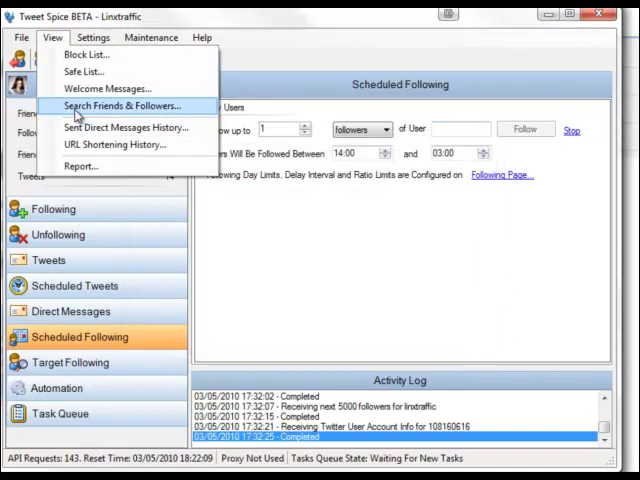 Tweet Spice BETA - Linxtraffic
File View Settings Maintenance Help
Block List...
Safe List...
Welcome Messages...
Search Friends & Followers...
Sent Direct Messages History...
URL Shortening History...
Report...
Tweets 14
Following
Unfollowing
Tweets
Scheduled Tweets
Direct Messages
Scheduled Following
Target Following
Automation
Task Queue
Scheduled Following
Users
up to 1 followers of User Follow Stop
Will Be Followed Between 14:00 and 03:00
Following Day Limits, Delay Interval and Ratio Limits are Configured on Following Page...
Activity Log
03/05/2010 17:32:02 - Completed
03/05/2010 17:32:07 - Receiving next 5000 followers for linxtraffic
03/05/2010 17:32:15 - Completed
03/05/2010 17:32:21 - Receiving Twitter User Account Info for 108160616
03/05/2010 17:32:25 - Completed
API Requests: 143. Reset Time: 03/05/2010 18:22:09 Proxy Not Used Tasks Queue State: Waiting For New Tasks